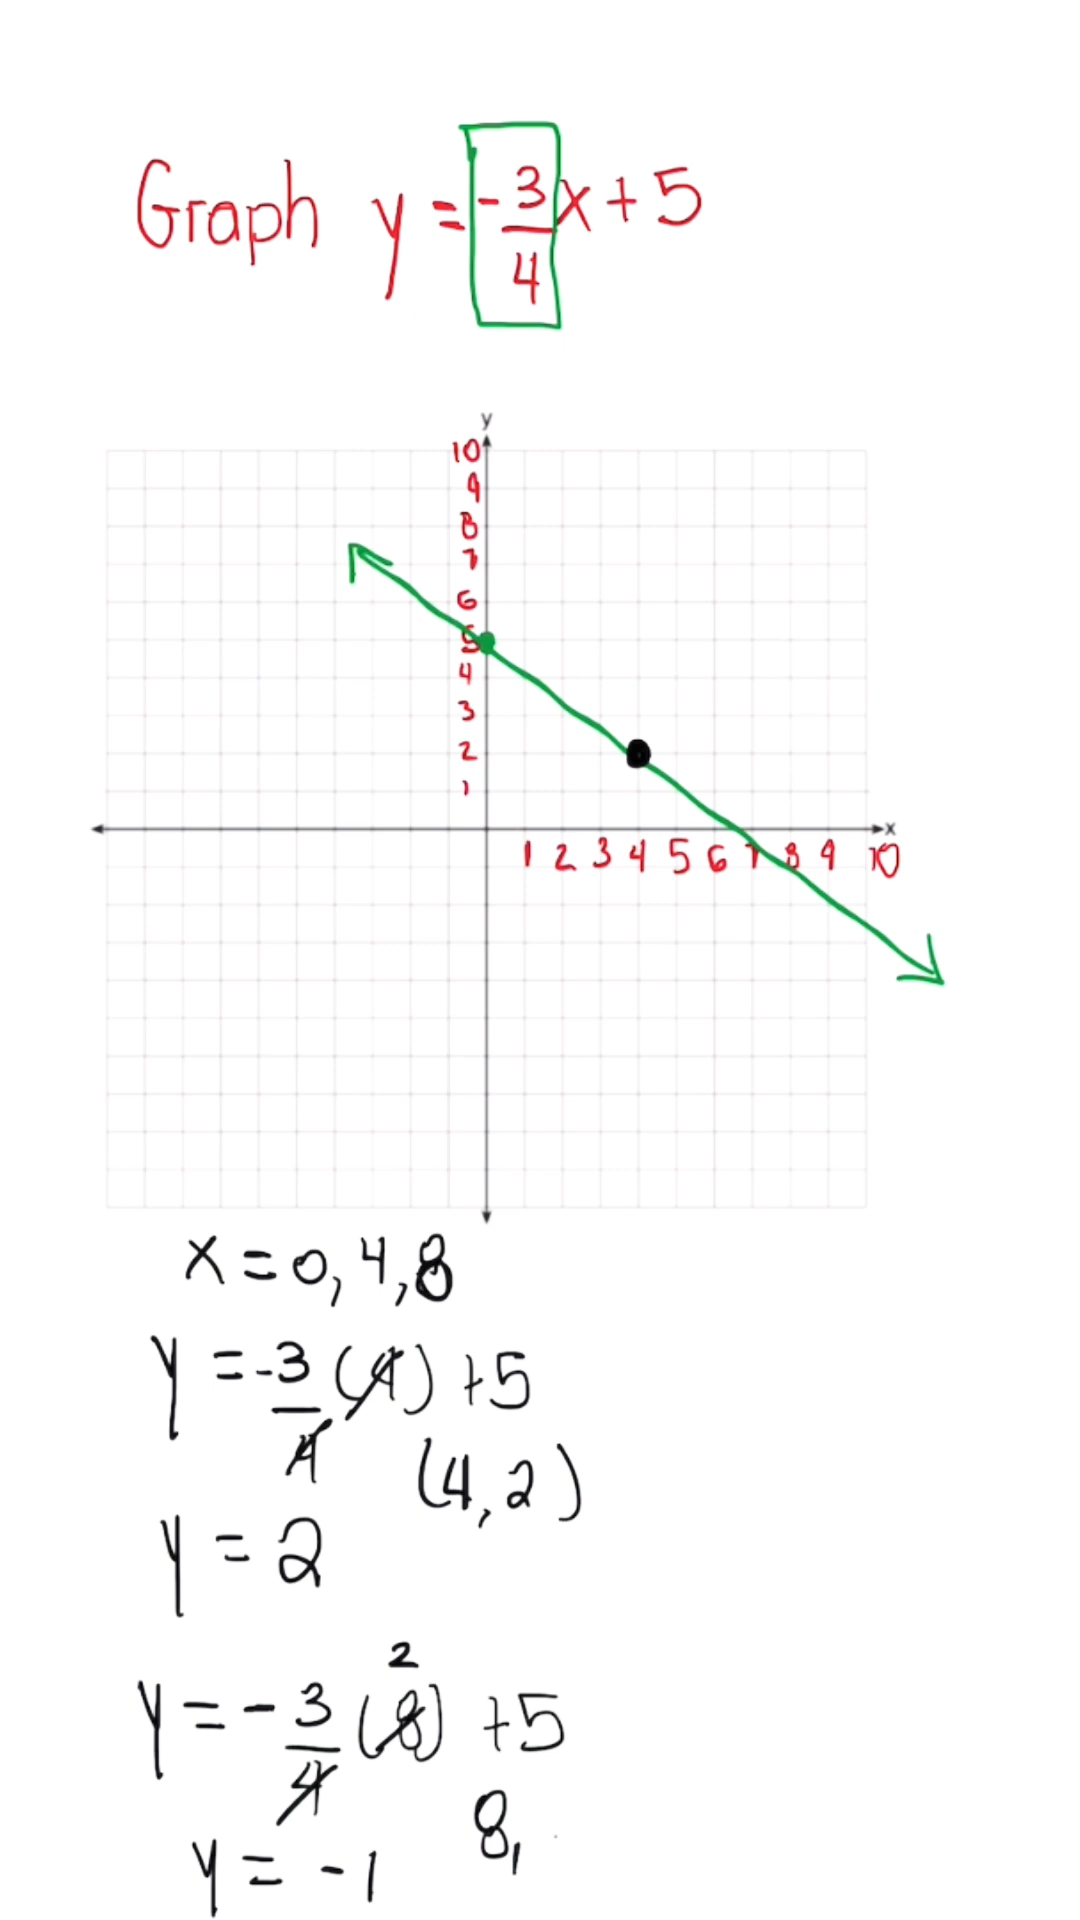 Graph y = -3/4 x + 5
y
10
9
8
7
6
5
4
3
2
1
x
1 2 3 4 5 6 7 8 9 10
x = 0, 4, 8
y = -3/4 (4) + 5
(4, 2)
y = 2
2
y = -3/4 (8) + 5
8,
y = -1